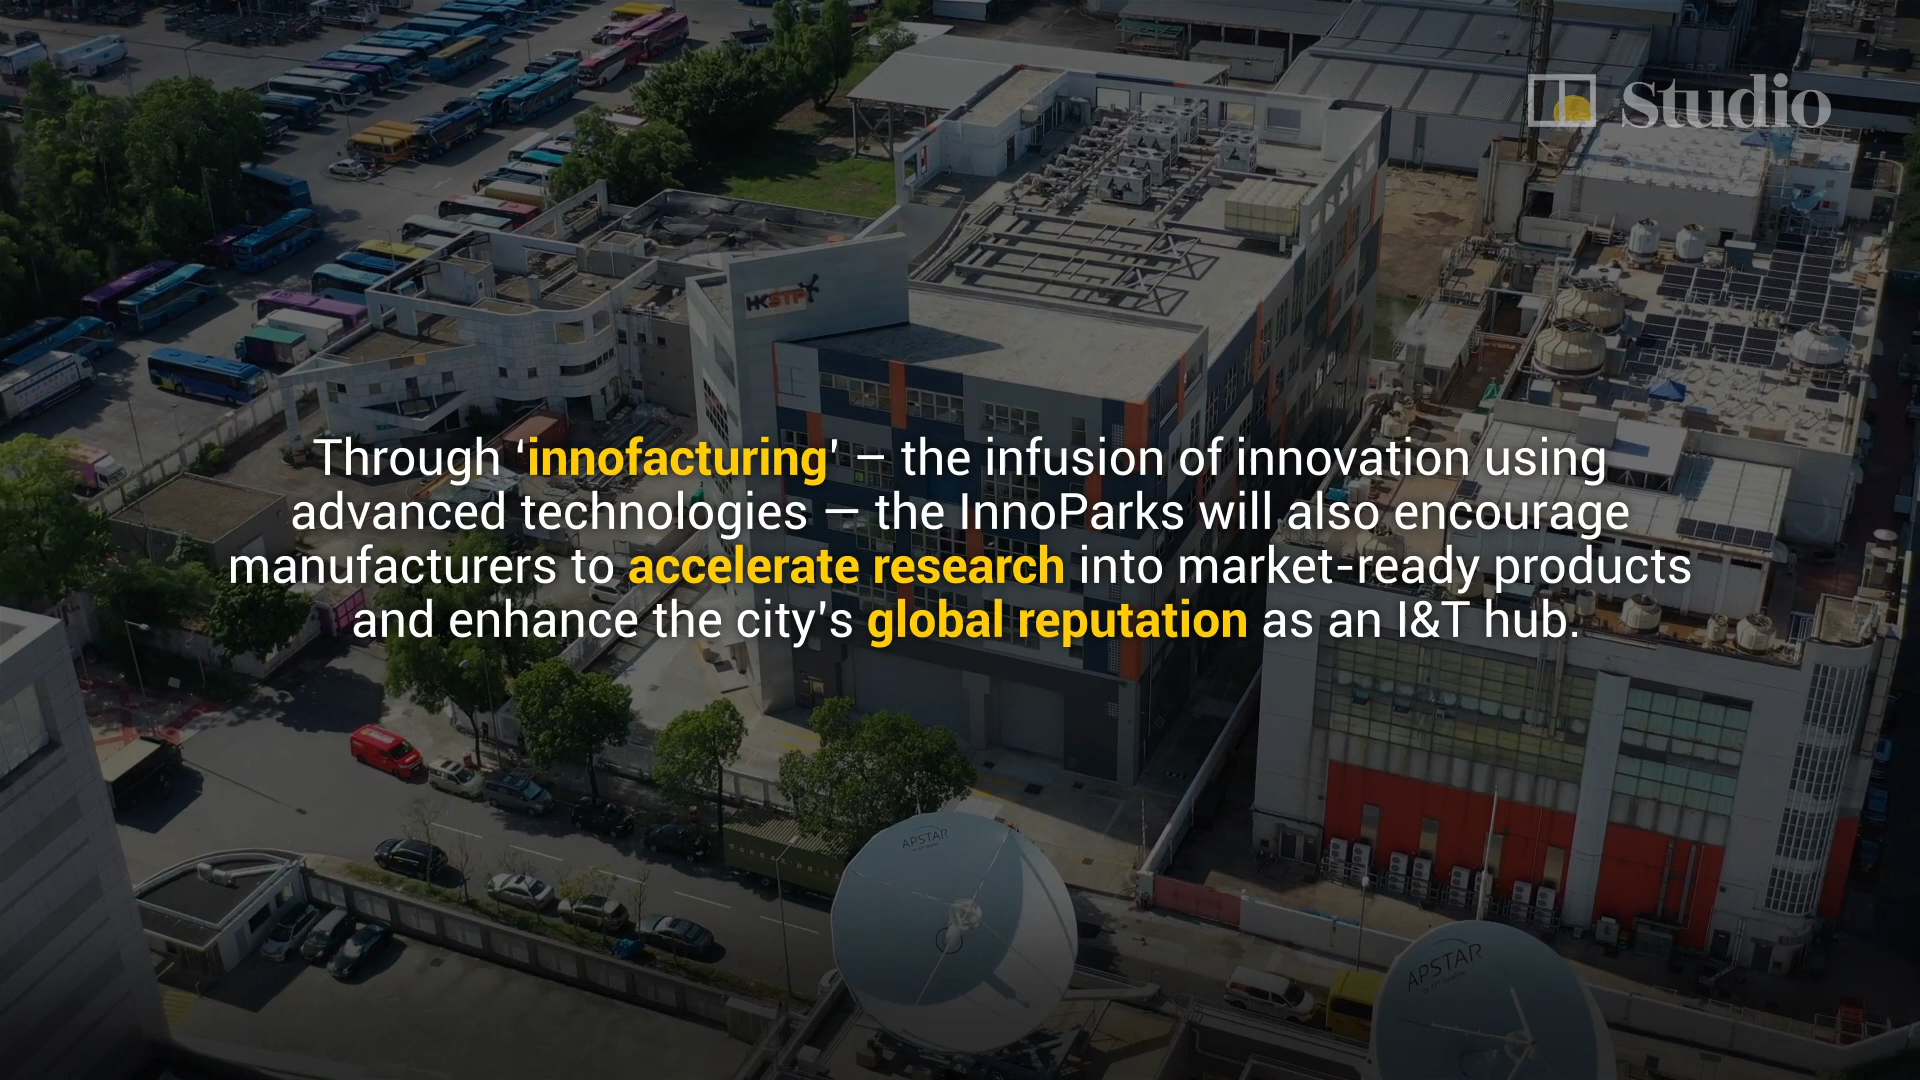 Studio
HKSTP
Through ‘innofacturing’ – the infusion of innovation using
advanced technologies — the InnoParks will also encourage
manufacturers to accelerate research into market-ready products
and enhance the city's global reputation as an I&T hub.
APSTAR
APSTAR